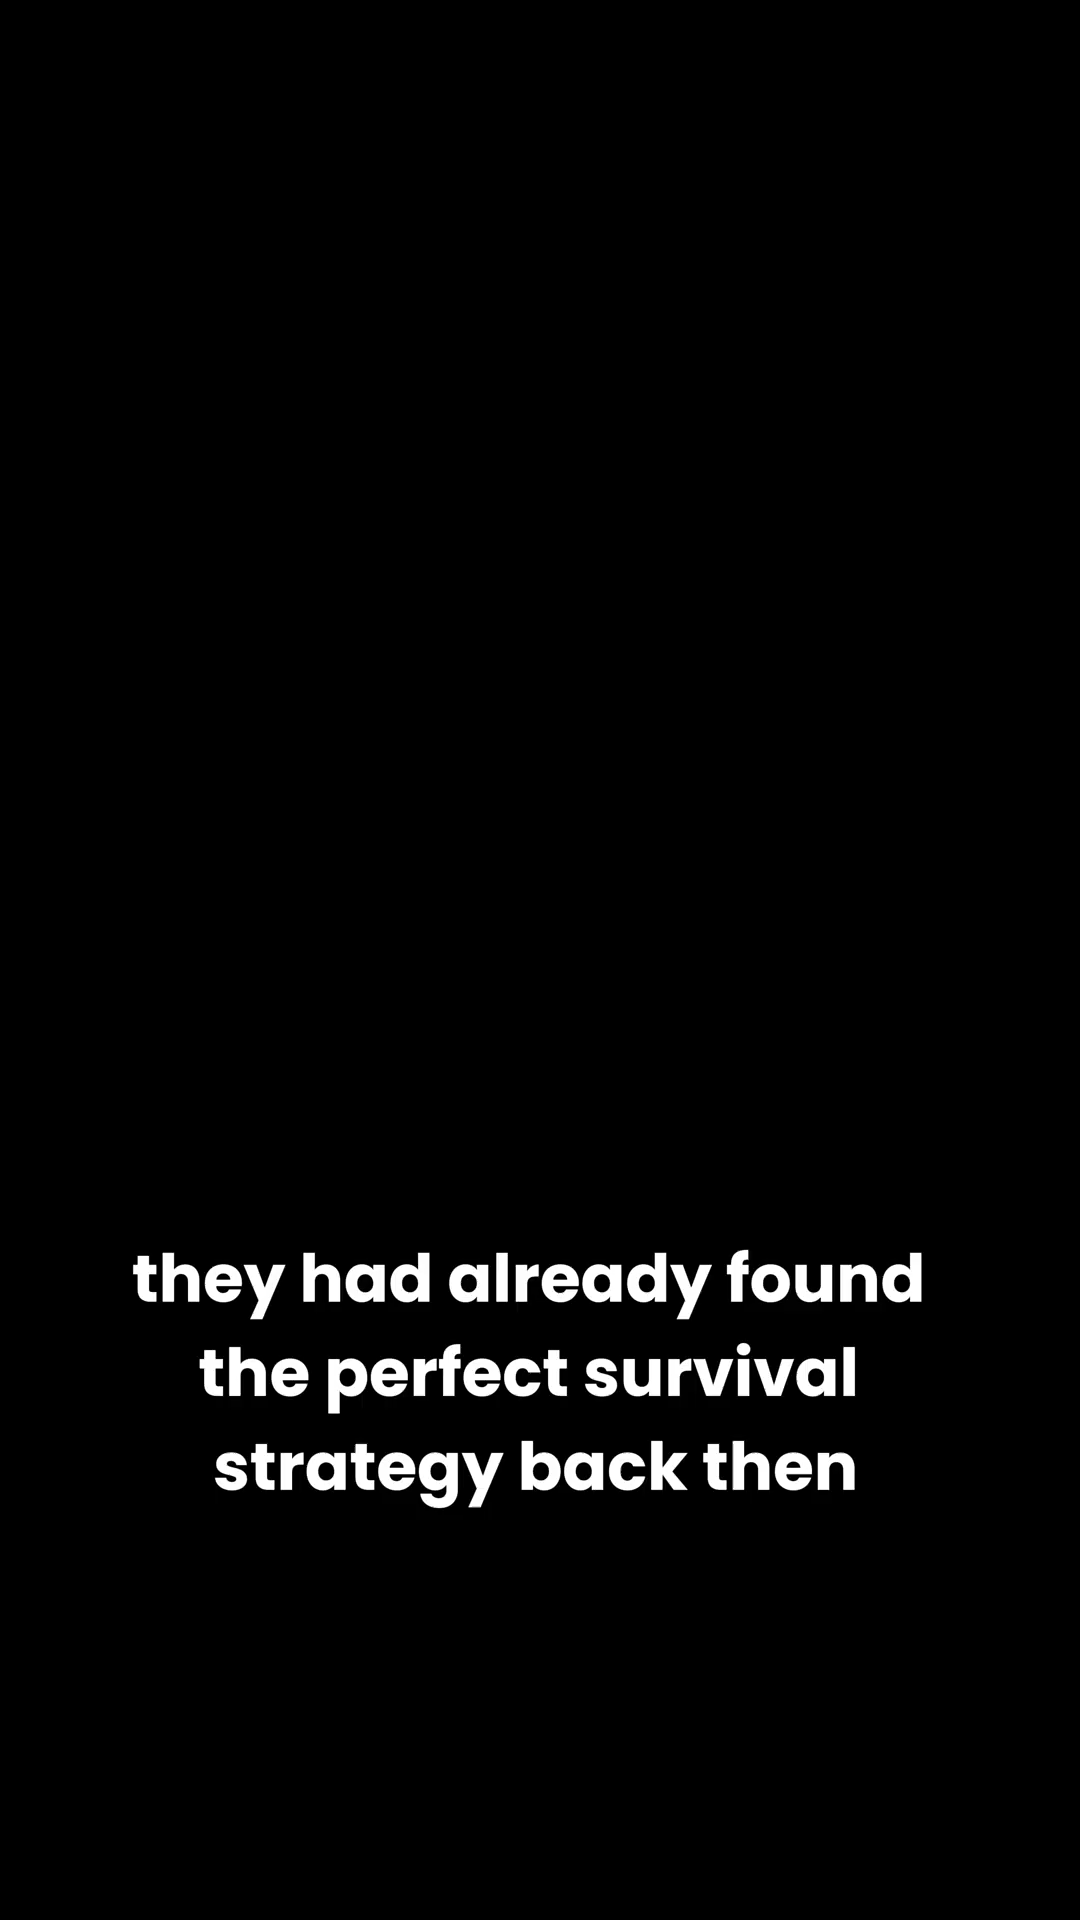 they had already found
the perfect survival
strategy back then